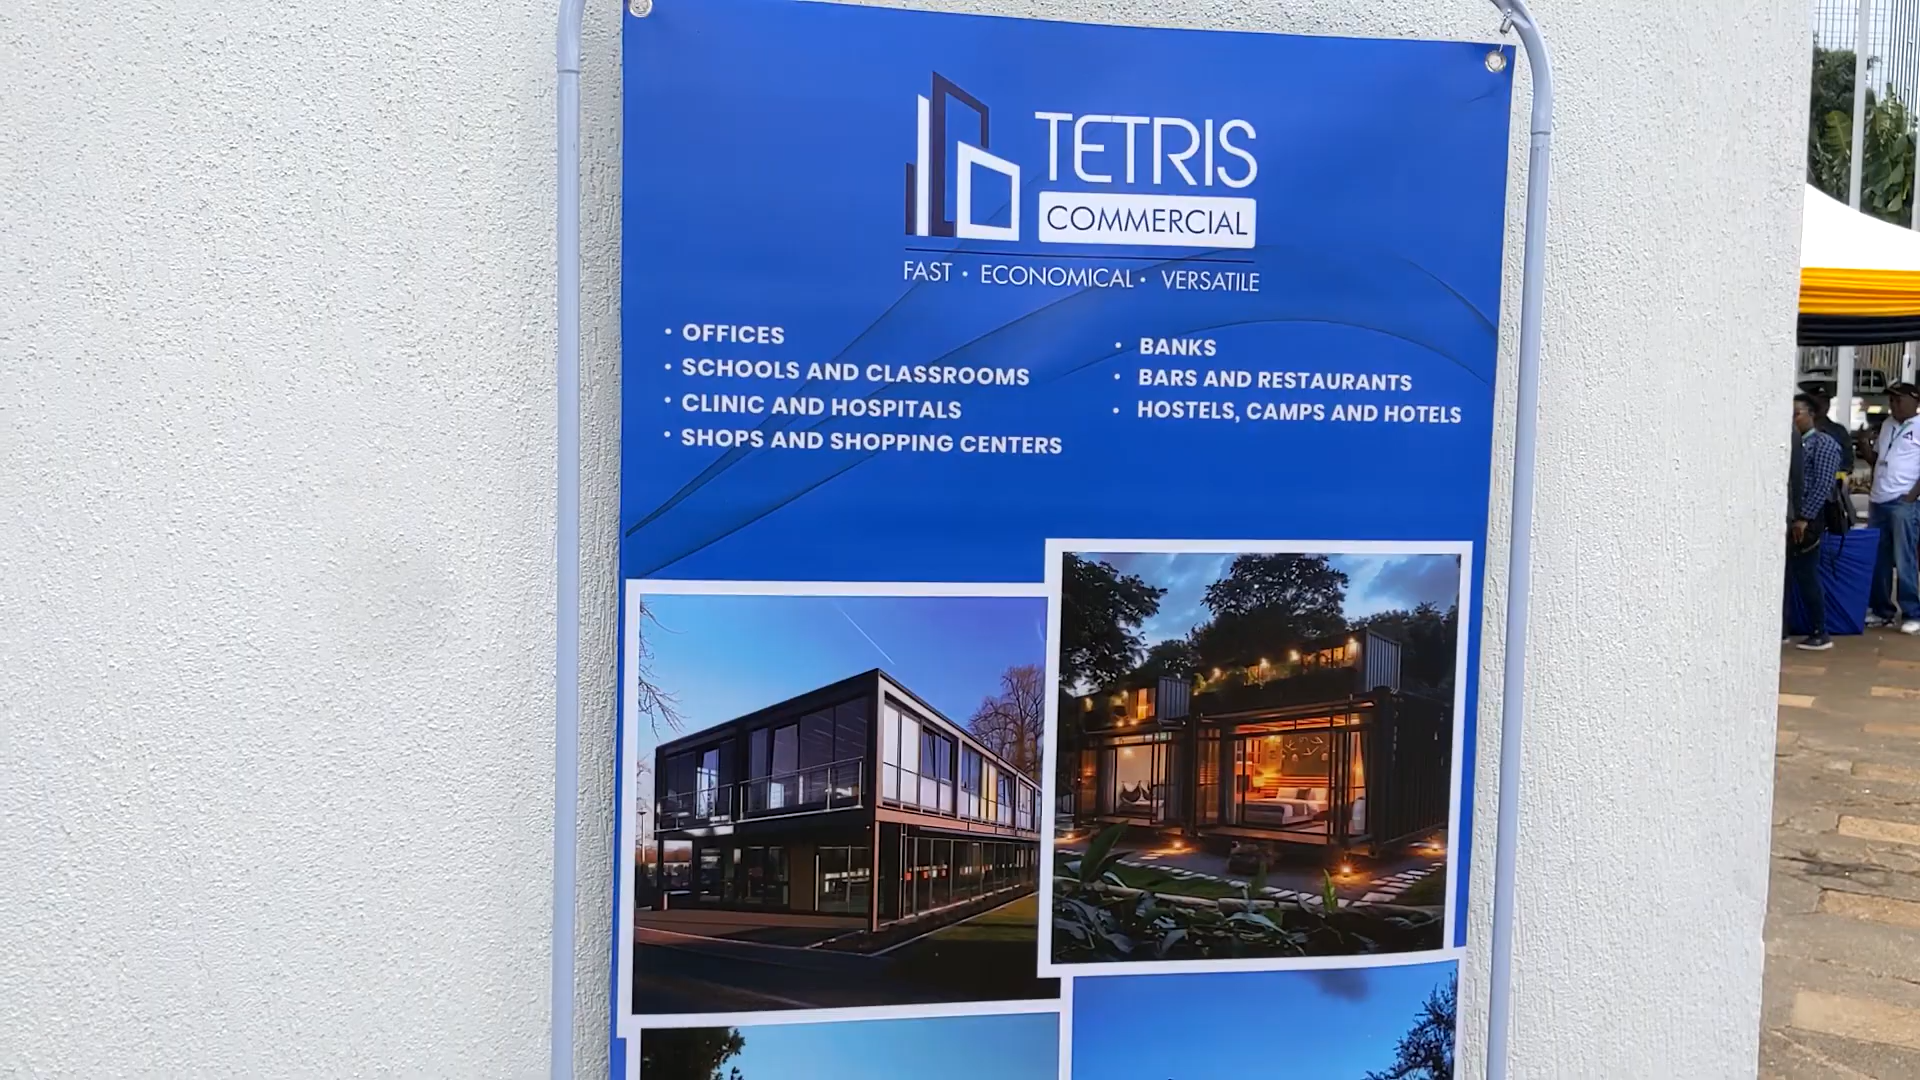 TETRIS
COMMERCIAL
FAST • ECONOMICAL • VERSATILE
• OFFICES
• SCHOOLS AND CLASSROOMS
• CLINIC AND HOSPITALS
• SHOPS AND SHOPPING CENTERS
• BANKS
• BARS AND RESTAURANTS
• HOSTELS, CAMPS AND HOTELS